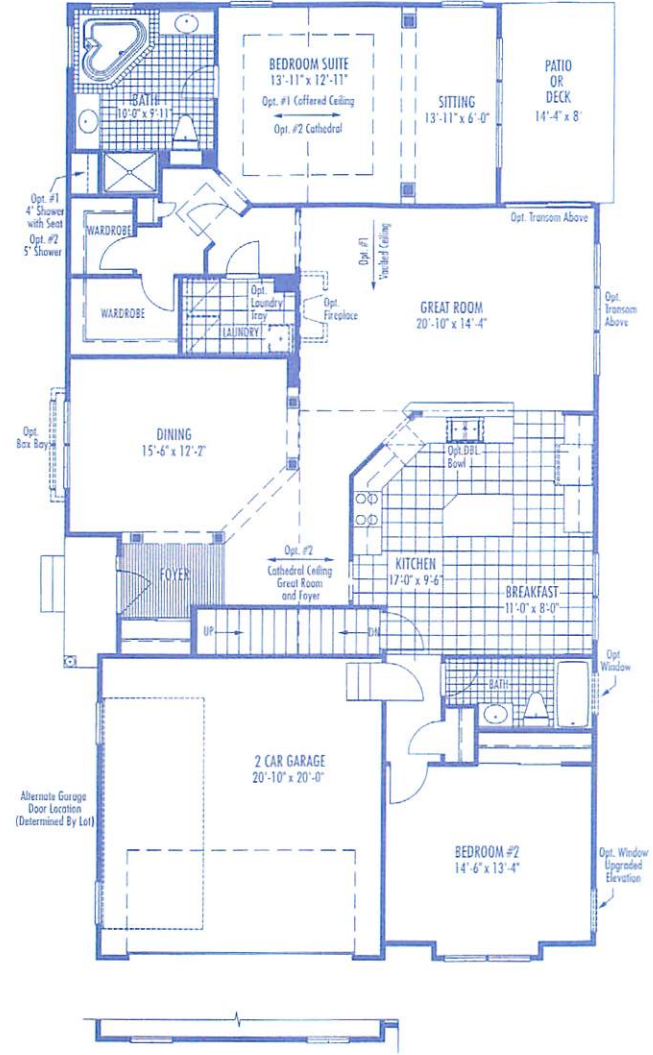 BEDROOM SUITE
13'-11" x 12'-11"
Opt. #1 Coffered Ceiling
Opt. #2 Cathedral
SITTING
13'-11" x 6'-0"
PATIO
OR
DECK
14'-4" x 8'
BATH
10'-0" x 9'-11"
Opt. #1
4" Shower
with Seat
Opt. #2
5" Shower
WARDROBE
WARDROBE
Opt.
Laundry
Tray
LAUNDRY
Opt.
Fireplace
Opt. #1
Vaulted Ceiling
Opt. Transom Above
GREAT ROOM
20'-10" x 14'-4"
Opt.
Transom
Above
Opt.
Box Bay
DINING
15'-6" x 12'-2"
Opt. DBL.
Bowl
Opt. #2
Cathedral Ceiling
Great Room
and Foyer
FOYER
KITCHEN
17'-0" x 9'-6"
BREAKFAST
11'-0" x 8'-0"
UP
DN
BATH
Opt
Window
2 CAR GARAGE
20'-10" x 20'-0"
Alternate Garage
Door Location
(Determined By Lot)
BEDROOM #2
14'-6" x 13'-4"
Opt. Window
Upgraded
Elevation